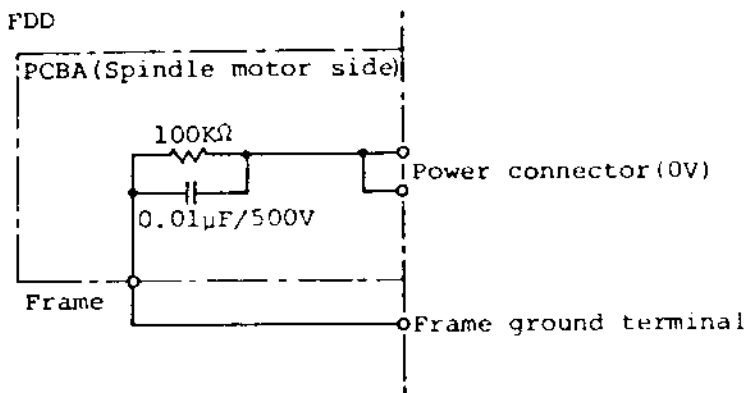 FDD
PCBA(Spindle motor side)
100KΩ
Power connector(0V)
0.01µF/500V
Frame
Frame ground terminal